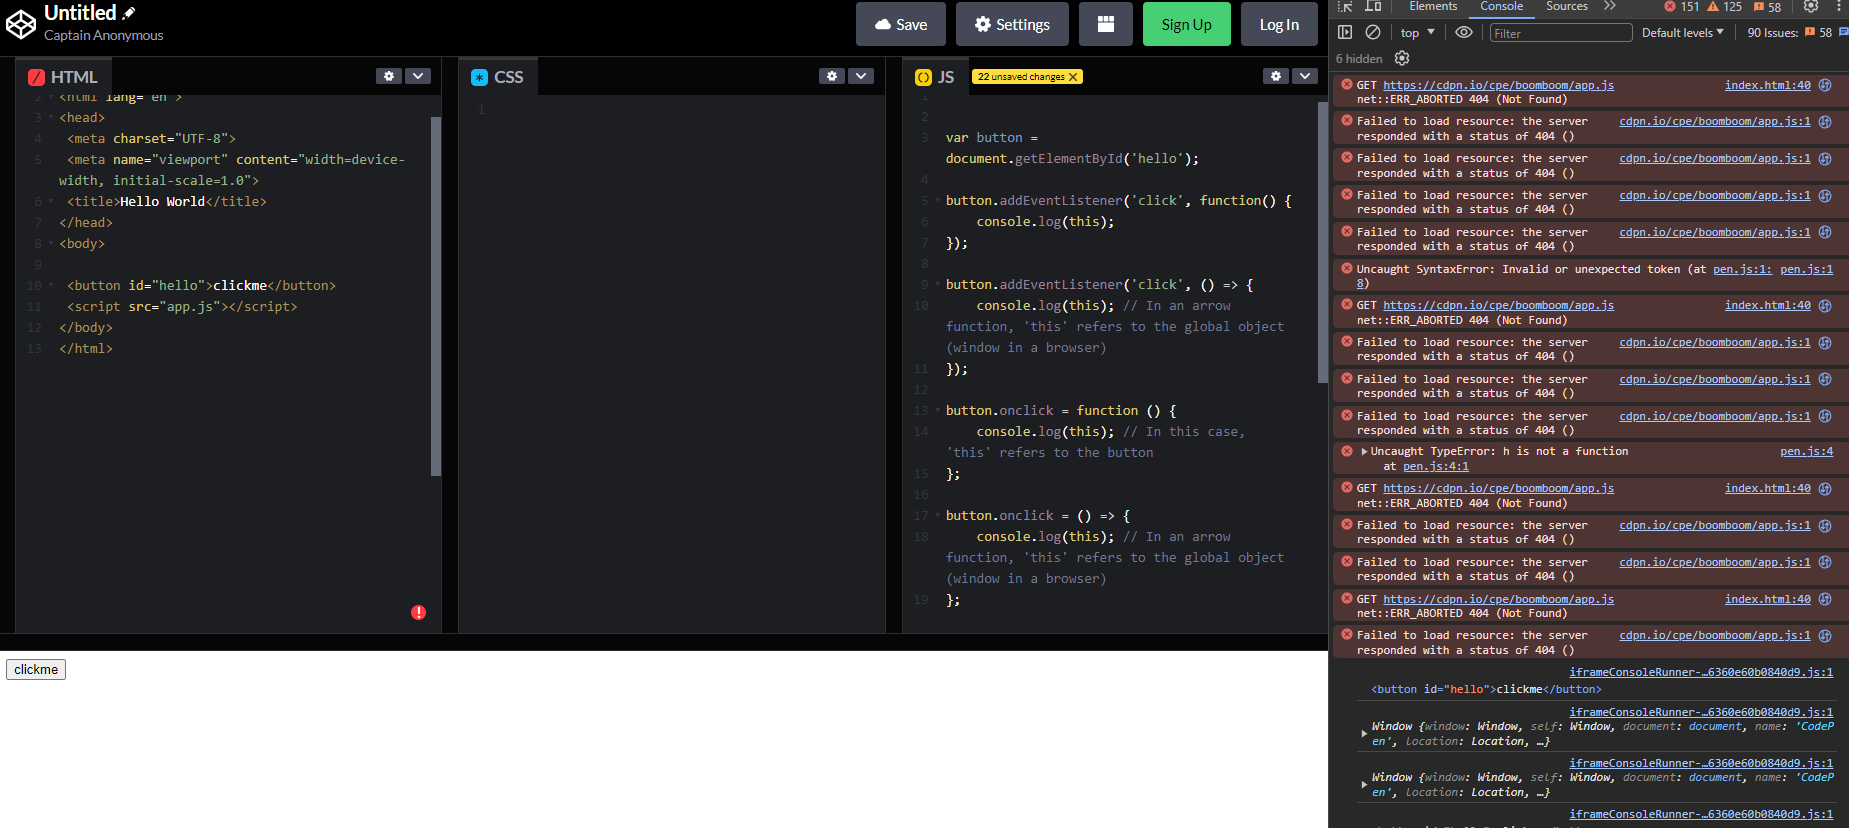 Untitled
Captain Anonymous
Save
Settings
Sign Up
Log In
HTML
2 <html lang="en">
3 <head>
4 <meta charset="UTF-8">
5 <meta name="viewport" content="width=device-
width, initial-scale=1.0">
6 <title>Hello World</title>
7 </head>
8 <body>
9
10 <button id="hello">clickme</button>
11 <script src="app.js"></script>
12 </body>
13 </html>
CSS
1
JS
22 unsaved changes
1
2
3 var button =
document.getElementById('hello');
4
5 button.addEventListener('click', function() {
6 console.log(this);
7 });
8
9 button.addEventListener('click', () => {
10 console.log(this); // In an arrow
function, 'this' refers to the global object
(window in a browser)
11 });
12
13 button.onclick = function () {
14 console.log(this); // In this case,
'this' refers to the button
15 };
16
17 button.onclick = () => {
18 console.log(this); // In an arrow
function, 'this' refers to the global object
(window in a browser)
19 };
clickme
Elements Console Sources 151 125 58
top Filter Default levels 90 Issues: 58
6 hidden
GET https://cdpn.io/cpe/boomboom/app.js index.html:40
net::ERR_ABORTED 404 (Not Found)
Failed to load resource: the server cdpn.io/cpe/boomboom/app.js:1
responded with a status of 404 ()
Failed to load resource: the server cdpn.io/cpe/boomboom/app.js:1
responded with a status of 404 ()
Failed to load resource: the server cdpn.io/cpe/boomboom/app.js:1
responded with a status of 404 ()
Failed to load resource: the server cdpn.io/cpe/boomboom/app.js:1
responded with a status of 404 ()
Uncaught SyntaxError: Invalid or unexpected token (at pen.js:1: pen.js:1
8)
GET https://cdpn.io/cpe/boomboom/app.js index.html:40
net::ERR_ABORTED 404 (Not Found)
Failed to load resource: the server cdpn.io/cpe/boomboom/app.js:1
responded with a status of 404 ()
Failed to load resource: the server cdpn.io/cpe/boomboom/app.js:1
responded with a status of 404 ()
Failed to load resource: the server cdpn.io/cpe/boomboom/app.js:1
responded with a status of 404 ()
Uncaught TypeError: h is not a function pen.js:4
at pen.js:4:1
GET https://cdpn.io/cpe/boomboom/app.js index.html:40
net::ERR_ABORTED 404 (Not Found)
Failed to load resource: the server cdpn.io/cpe/boomboom/app.js:1
responded with a status of 404 ()
Failed to load resource: the server cdpn.io/cpe/boomboom/app.js:1
responded with a status of 404 ()
GET https://cdpn.io/cpe/boomboom/app.js index.html:40
net::ERR_ABORTED 404 (Not Found)
Failed to load resource: the server cdpn.io/cpe/boomboom/app.js:1
responded with a status of 404 ()
iframeConsoleRunner-…6360e60b0840d9.js:1
<button id="hello">clickme</button>
iframeConsoleRunner-…6360e60b0840d9.js:1
Window {window: Window, self: Window, document: document, name: 'CodeP
en', location: Location, …}
iframeConsoleRunner-…6360e60b0840d9.js:1
Window {window: Window, self: Window, document: document, name: 'CodeP
en', location: Location, …}
iframeConsoleRunner-…6360e60b0840d9.js:1